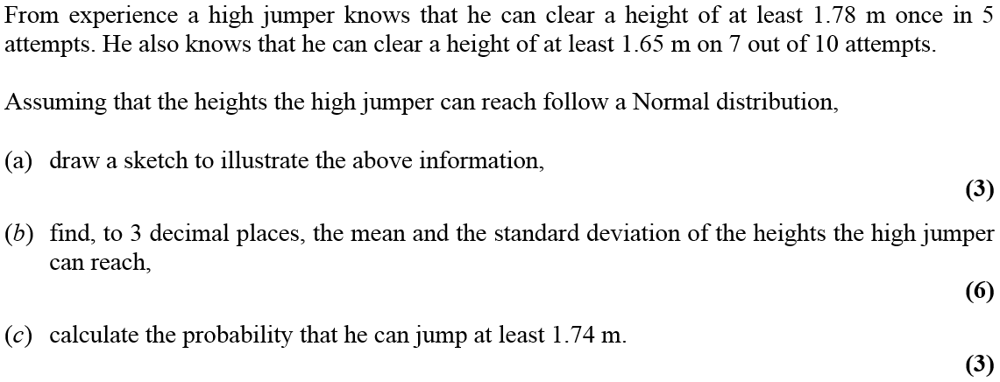 From experience a high jumper knows that he can clear a height of at least 1.78 m once in 5
attempts. He also knows that he can clear a height of at least 1.65 m on 7 out of 10 attempts.
Assuming that the heights the high jumper can reach follow a Normal distribution,
(a) draw a sketch to illustrate the above information,
(3)
(b) find, to 3 decimal places, the mean and the standard deviation of the heights the high jumper
can reach,
(6)
(c) calculate the probability that he can jump at least 1.74 m.
(3)